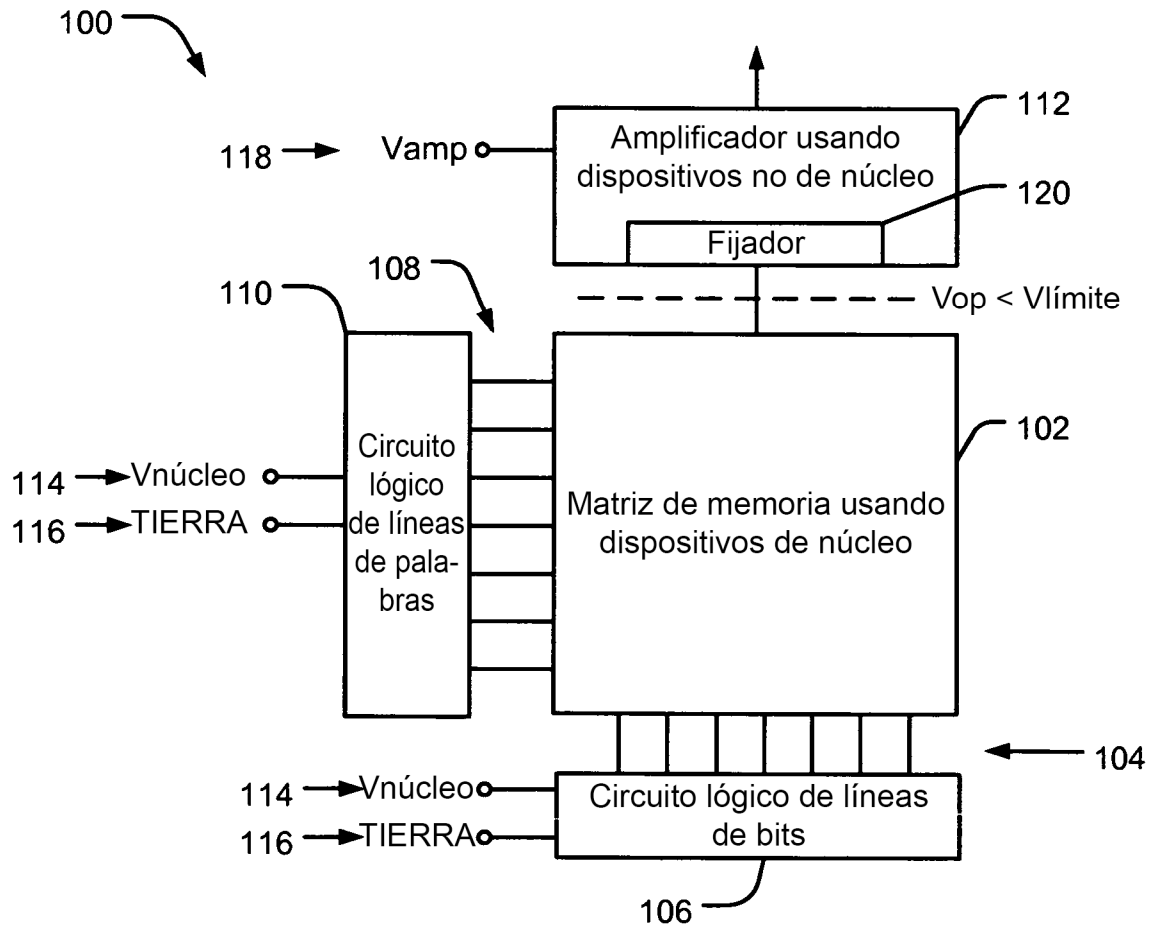 100
112
Amplificador usando
dispositivos no de núcleo
118
Vamp
120
Fijador
108
110
Vop < Vlímite
102
Circuito
lógico
de líneas
de pala-
bras
114
Vnúcleo
116
TIERRA
Matriz de memoria usando
dispositivos de núcleo
104
114
Vnúcleo
116
TIERRA
Circuito lógico de líneas
de bits
106